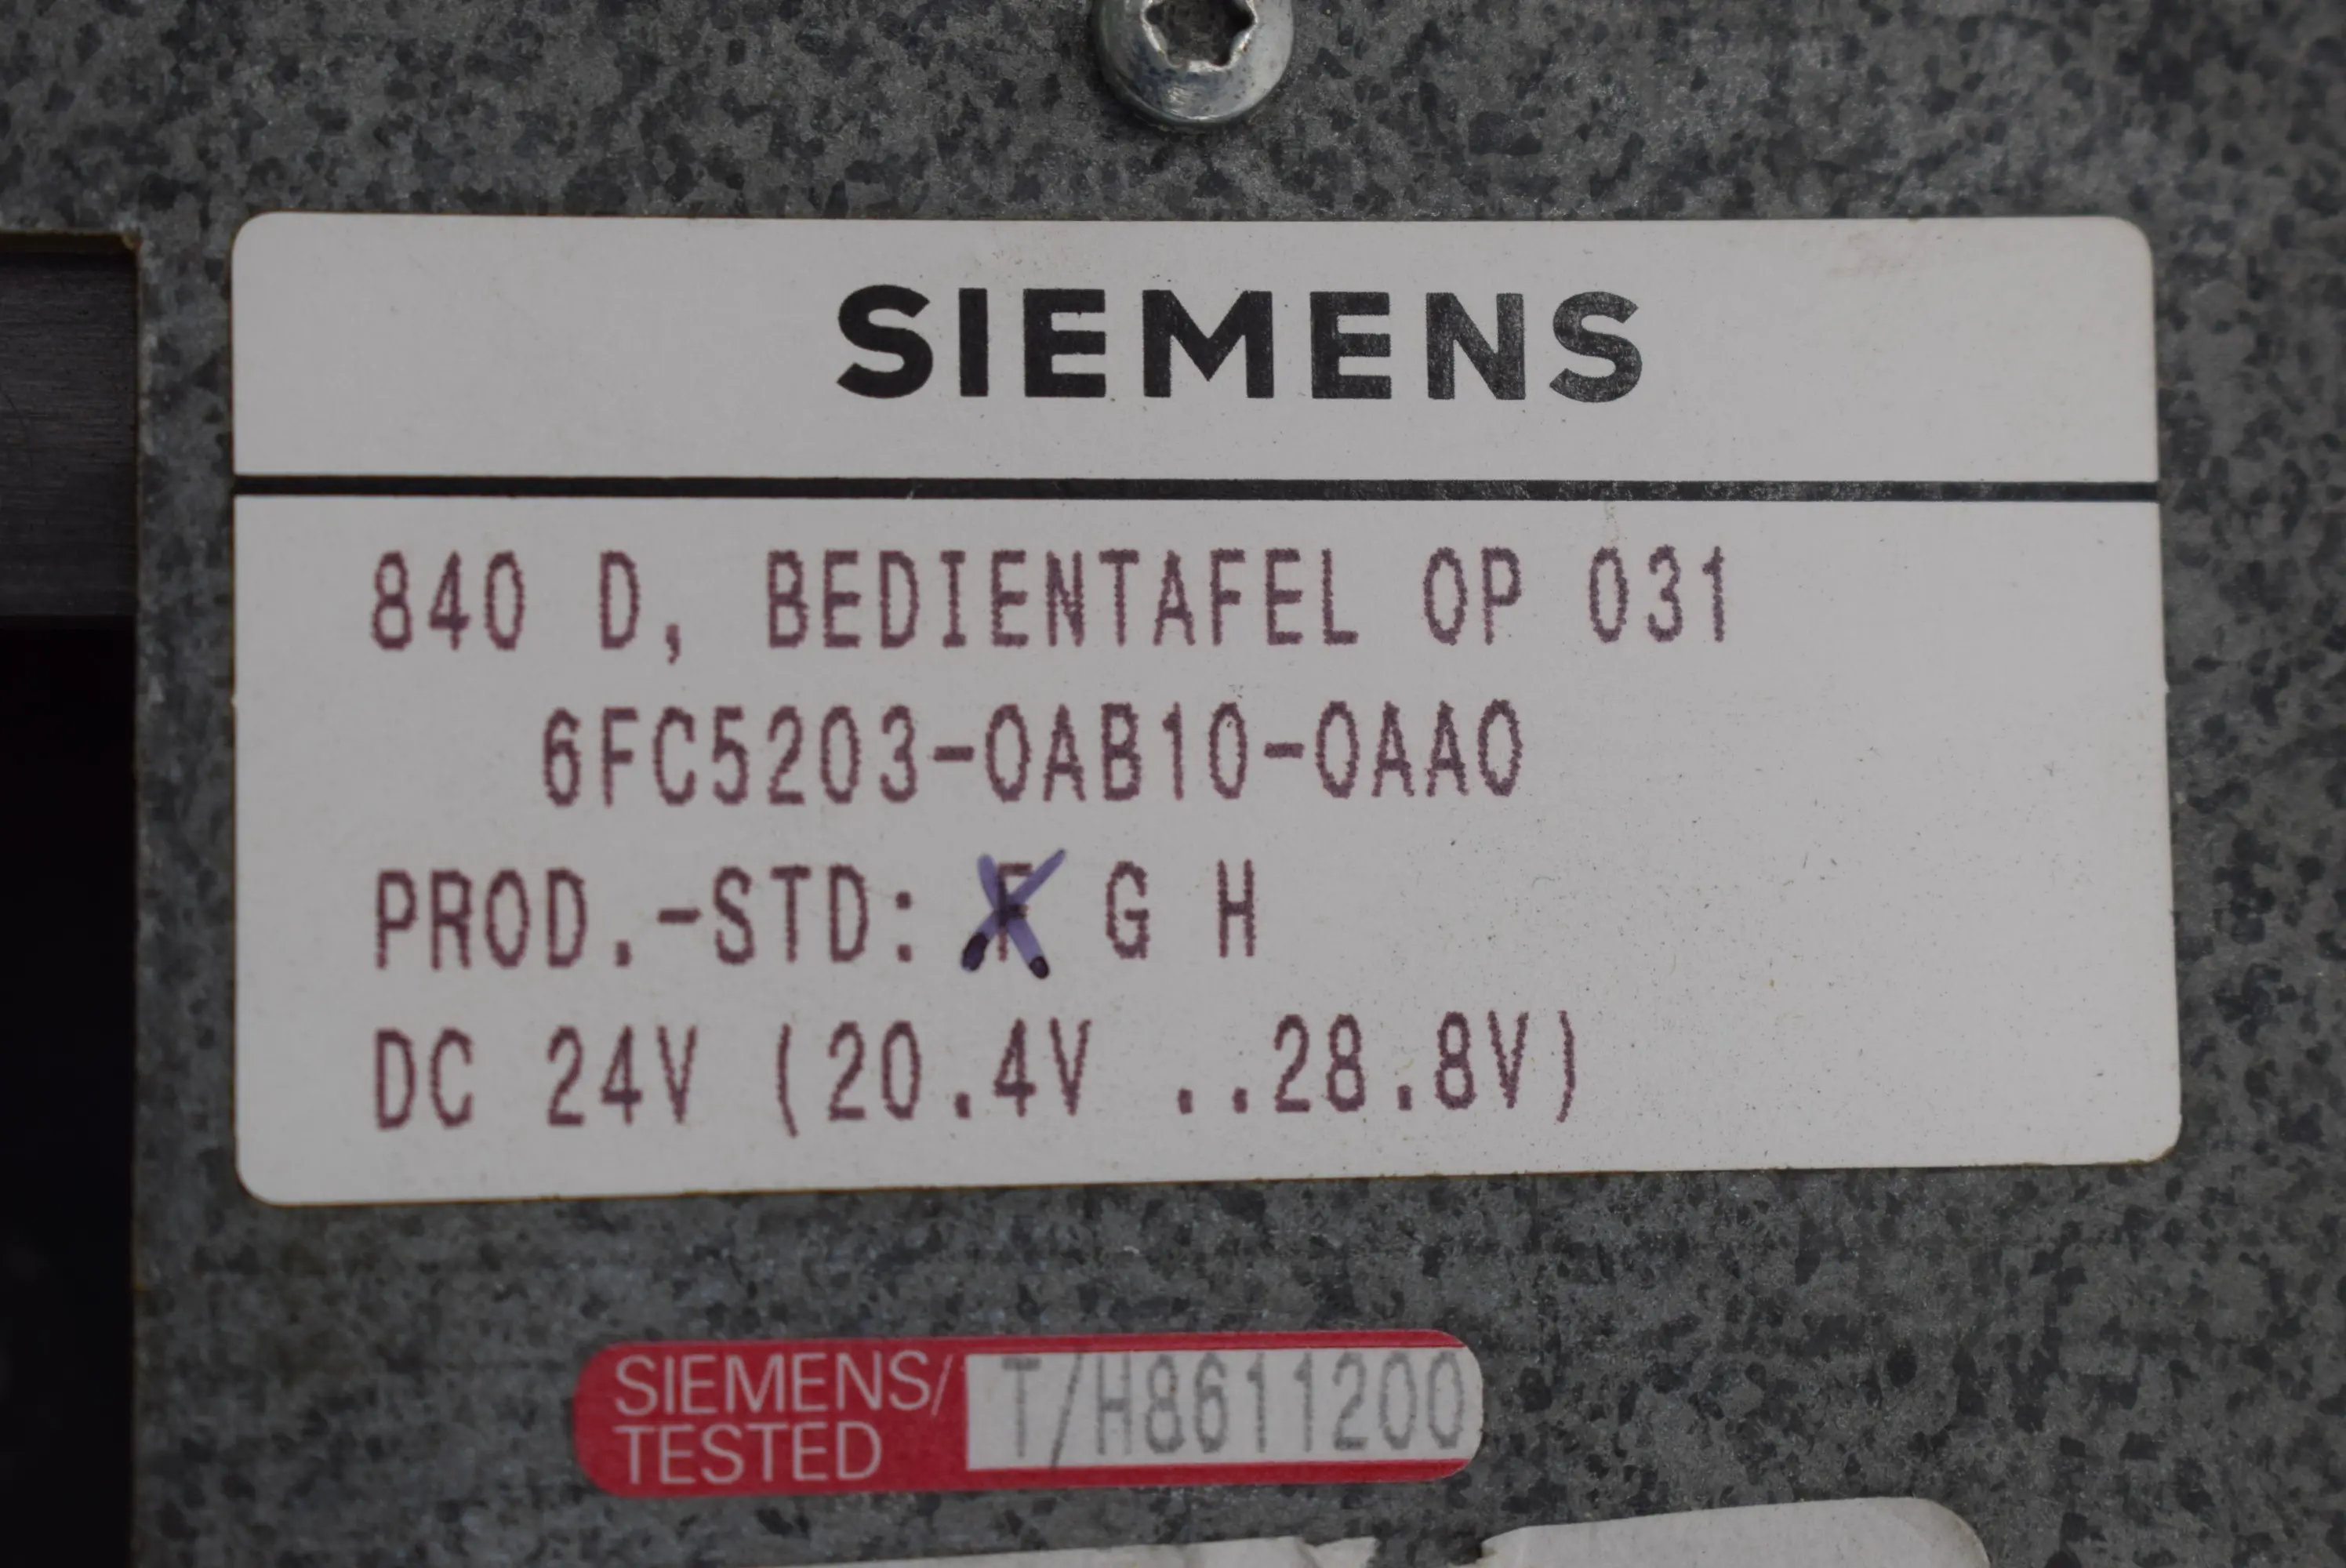 SIEMENS
840 D, BEDIENTAFEL OP 031
6FC5203-0AB10-0AA0
PROD.-STD: F G H
DC 24V (20.4V ..28.8V)
SIEMENS/
TESTED
T/H8611200